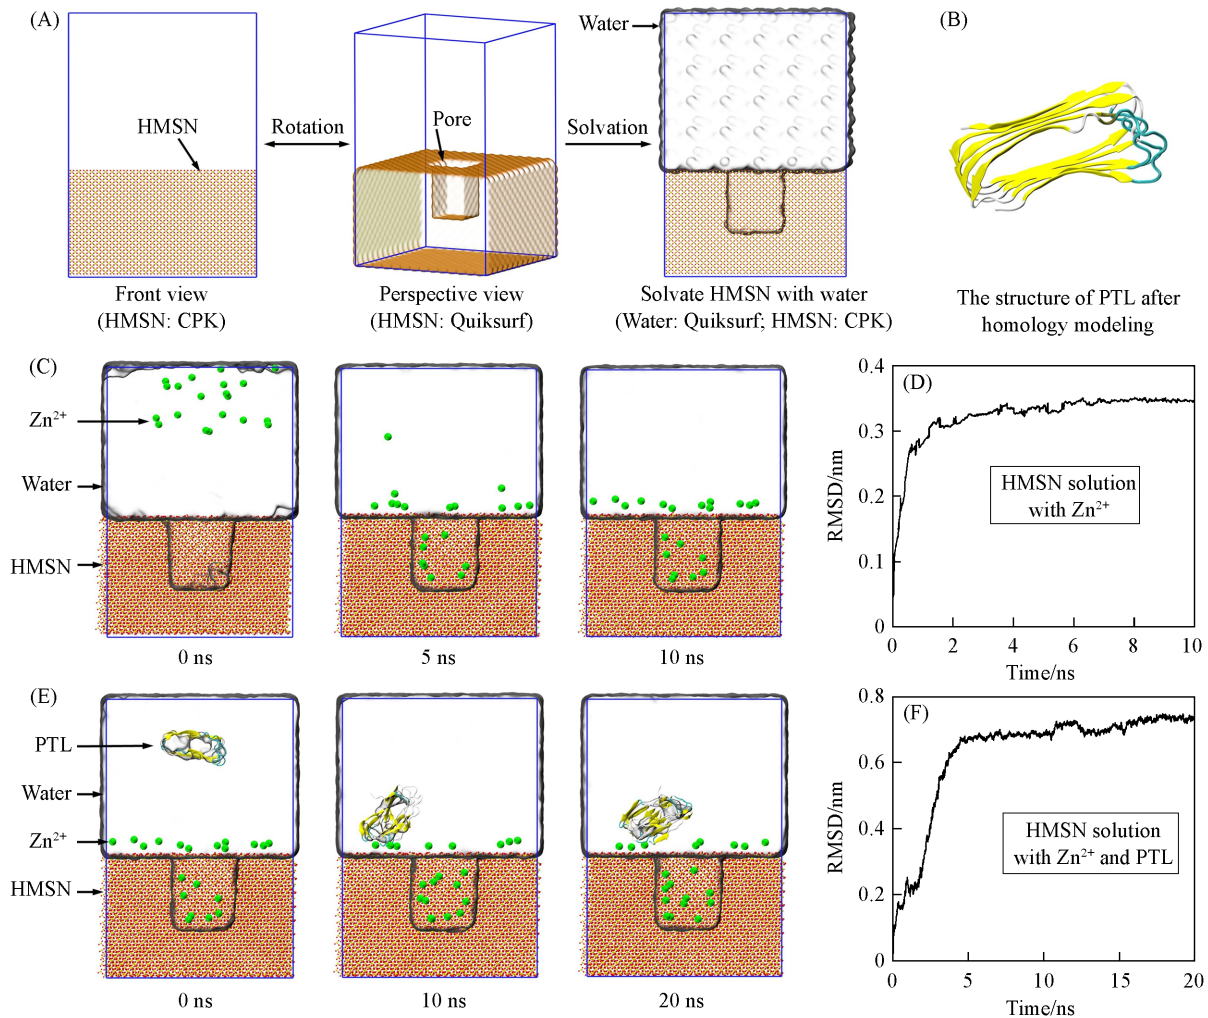 (A)
HMSN
Rotation
Pore
Solvation
Water
Front view
(HMSN: CPK)
Perspective view
(HMSN: Quiksurf)
Solvate HMSN with water
(Water: Quiksurf; HMSN: CPK)
(B)
The structure of PTL after
homology modeling
(C)
Zn²⁺
Water
HMSN
0 ns
5 ns
10 ns
(D)
0.4
0.3
0.2
0.1
0
RMSD/nm
HMSN solution
with Zn²⁺
0 2 4 6 8 10
Time/ns
(E)
PTL
Water
Zn²⁺
HMSN
0 ns
10 ns
20 ns
(F)
0.8
0.6
0.4
0.2
0
RMSD/nm
HMSN solution
with Zn²⁺ and PTL
0 5 10 15 20
Time/ns